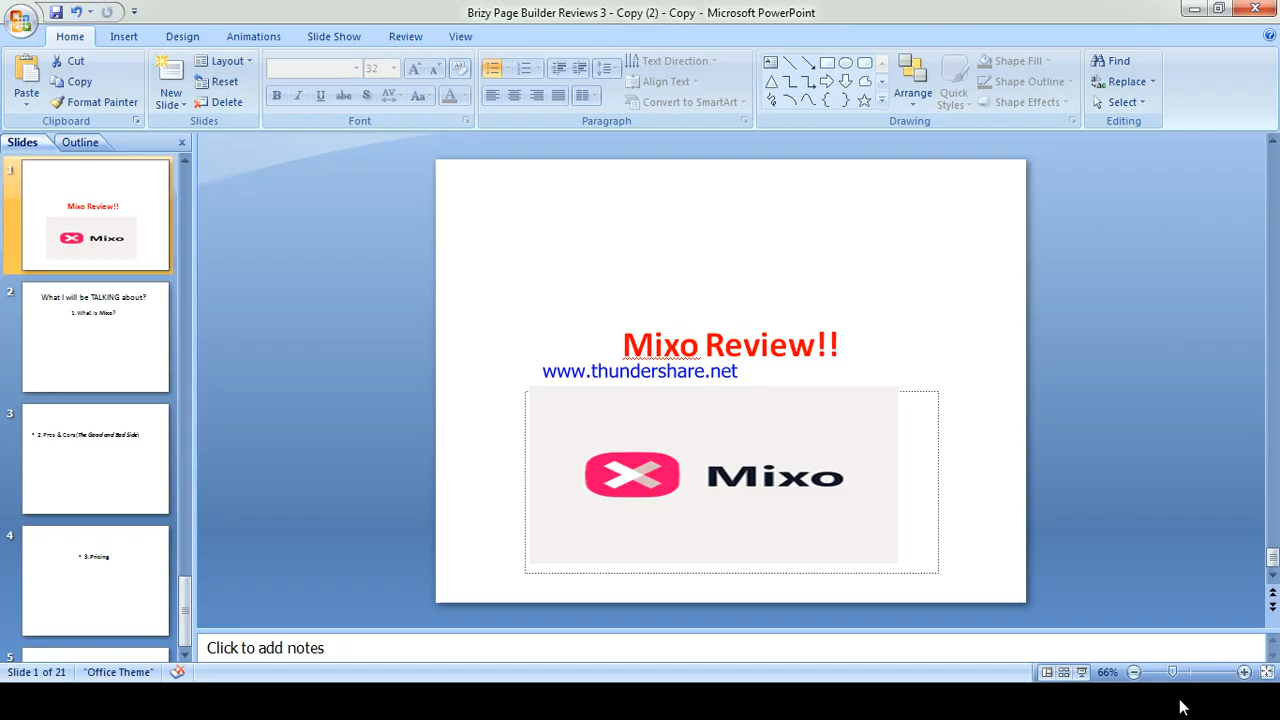 Brizy Page Builder Reviews 3 - Copy (2) - Copy - Microsoft PowerPoint
Home Insert Design Animations Slide Show Review View
Paste
Cut
Copy
Format Painter
Clipboard
New Slide
Layout
Reset
Delete
Slides
32
B I U abc S AV Aa A
Font
Text Direction
Align Text
Convert to SmartArt
Paragraph
Arrange
Quick Styles
Shape Fill
Shape Outline
Shape Effects
Drawing
Find
Replace
Select
Editing
Slides Outline
1
Mixo Review!!
Mixo
2
What I will be TALKING about?
1.What is Mixo?
3
• 2.Pros & Cons(The Good and Bad Side)
4
• 3.Pricing
5
Mixo Review!!
www.thundershare.net
Mixo
Click to add notes
Slide 1 of 21 "Office Theme" 66%